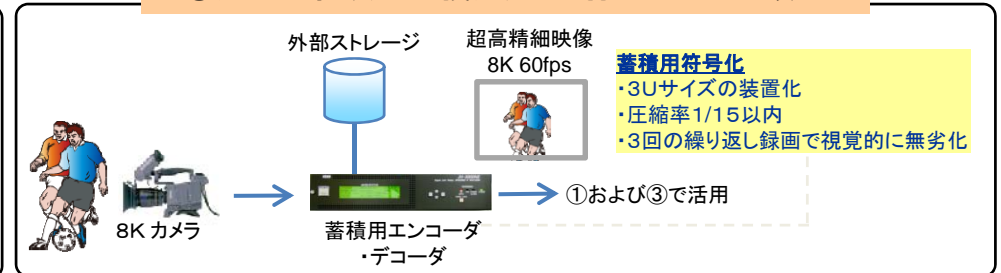 外部ストレージ
超高精細映像
8K 60fps
蓄積用符号化
・3Uサイズの装置化
・圧縮率1/15以内
・3回の繰り返し録画で視覚的に無劣化
8K カメラ
蓄積用エンコーダ
・デコーダ
①および③で活用